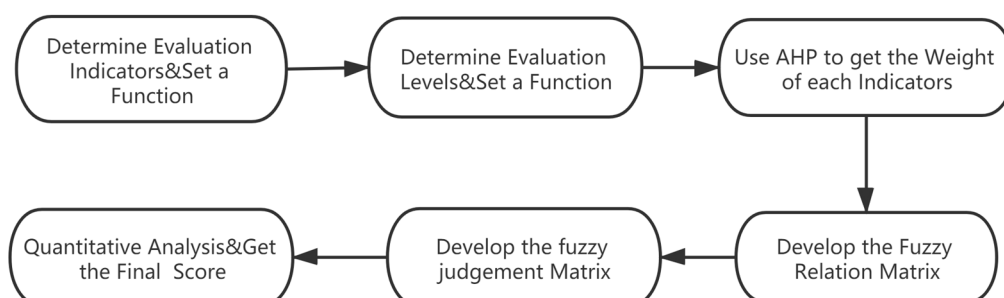 Determine Evaluation
Indicators&Set a
Function
Determine Evaluation
Levels&Set a Function
Use AHP to get the Weight
of each Indicators
Develop the Fuzzy
Relation Matrix
Develop the fuzzy
judgement Matrix
Quantitative Analysis&Get
the Final  Score